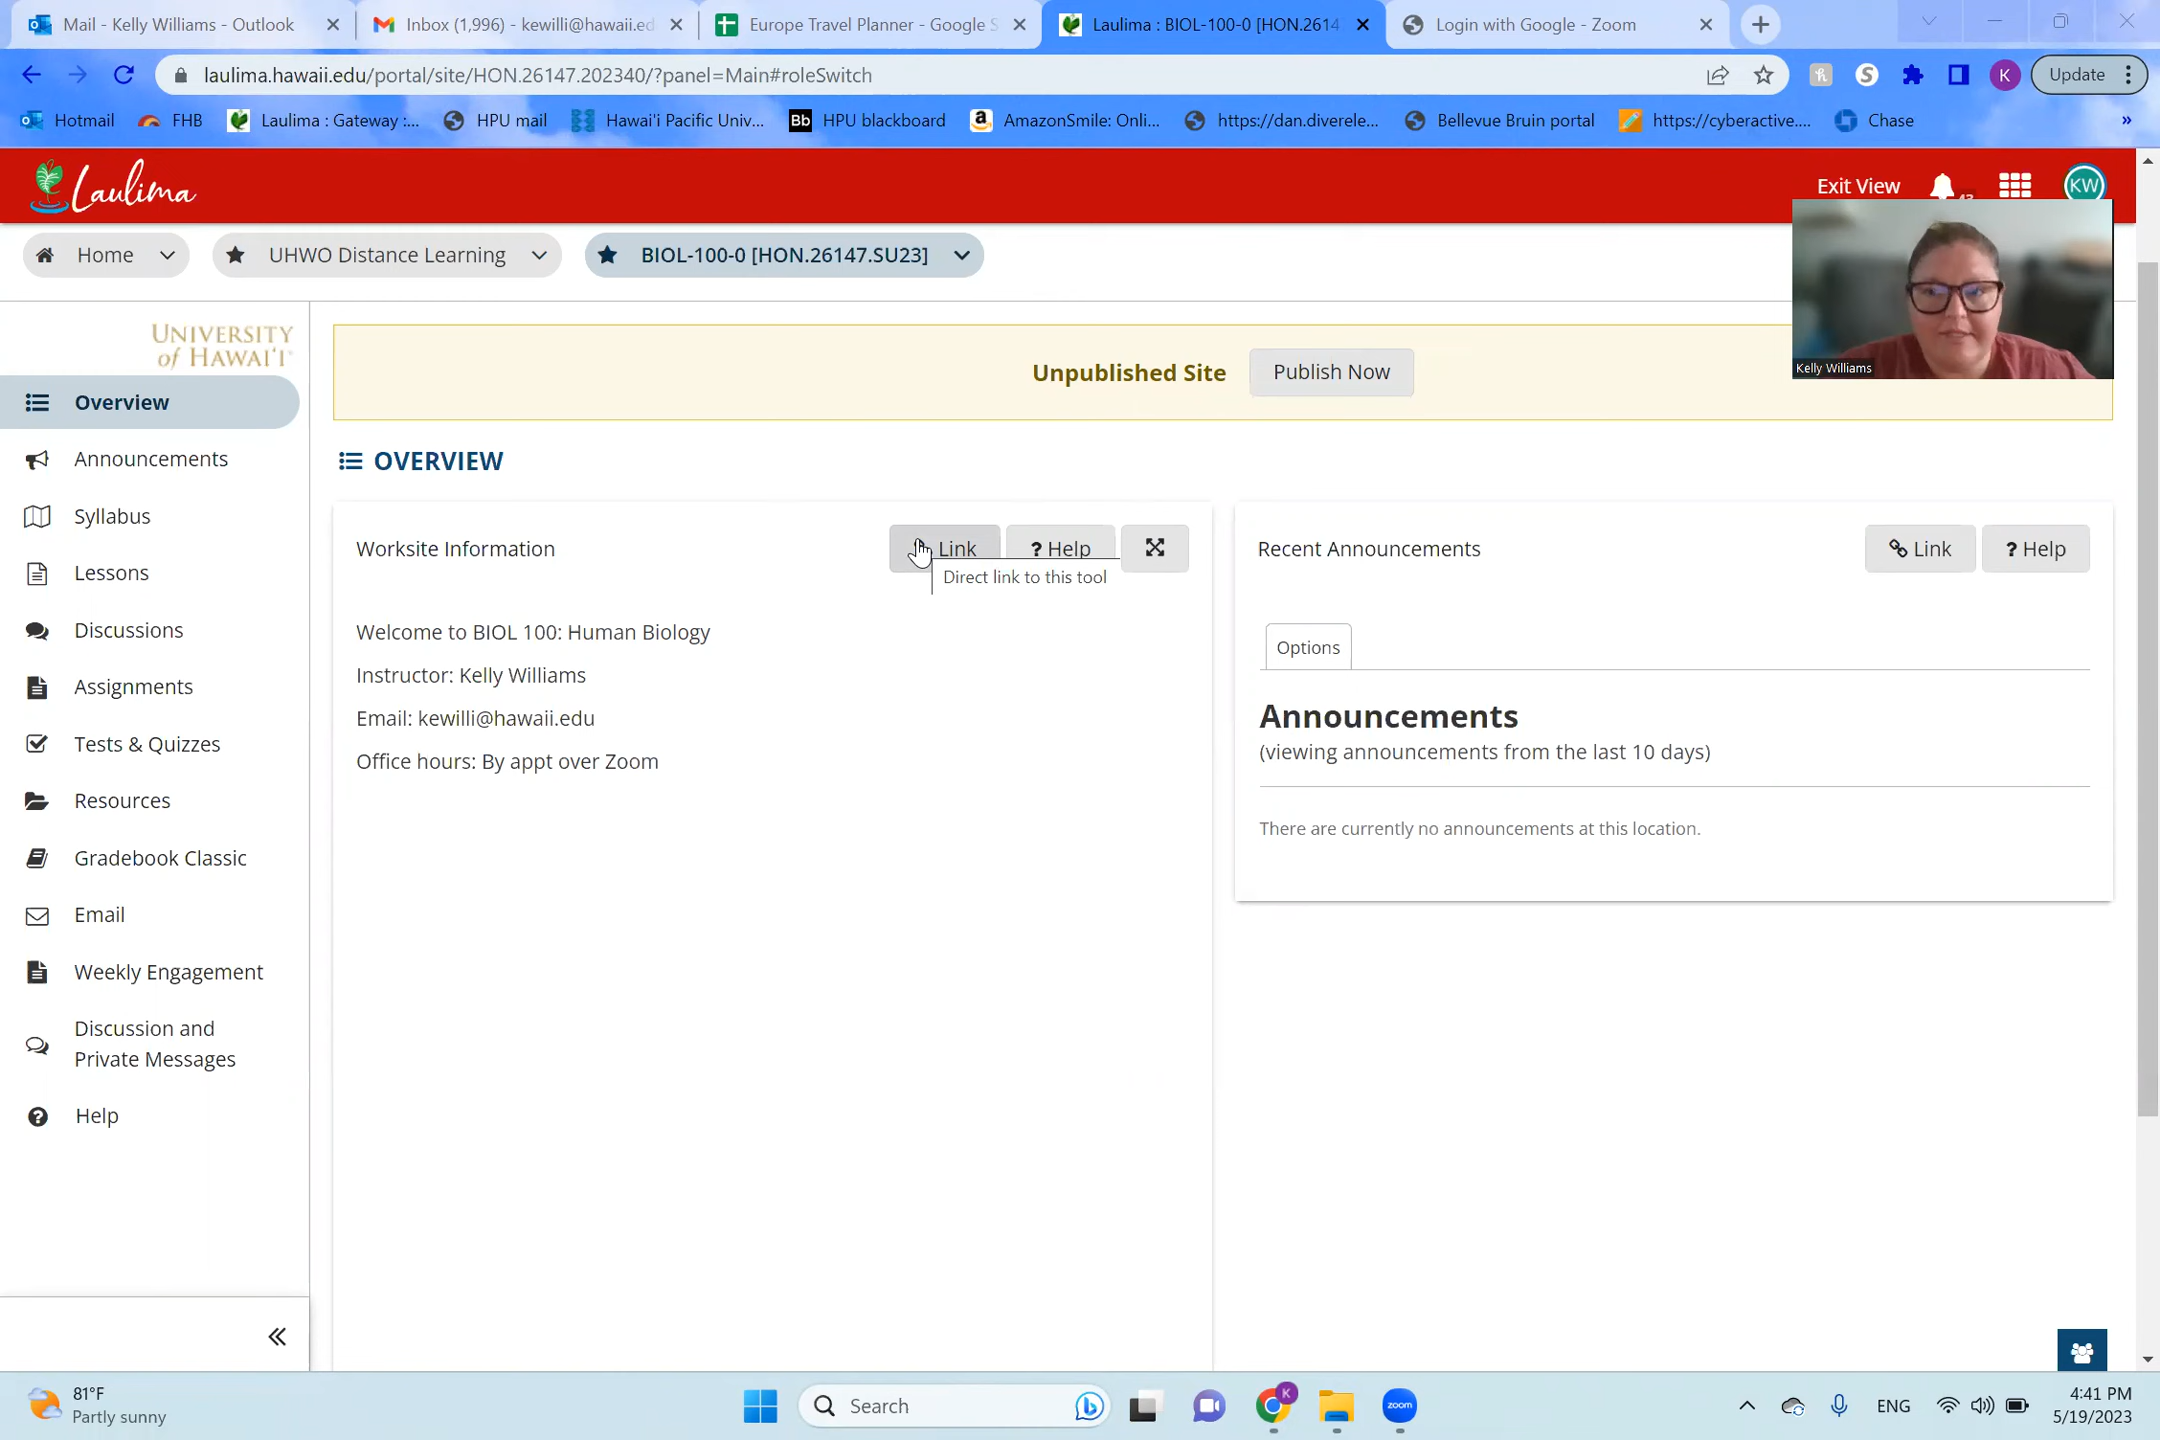 Mail - Kelly Williams - Outlook
Inbox (1,996) - kewilli@hawaii.ed
Europe Travel Planner - Google S
Laulima : BIOL-100-0 [HON.2614
Login with Google - Zoom
laulima.hawaii.edu/portal/site/HON.26147.202340/?panel=Main#roleSwitch
K
Update
Hotmail
FHB
Laulima : Gateway :...
HPU mail
Hawai'i Pacific Univ...
Bb HPU blackboard
AmazonSmile: Onli...
https://dan.diverele...
Bellevue Bruin portal
https://cyberactive....
Chase
»
Laulima
Exit View
KW
Home
UHWO Distance Learning
BIOL-100-0 [HON.26147.SU23]
Kelly Williams
UNIVERSITY
of HAWAI'I
Unpublished Site
Publish Now
Overview
Announcements
Syllabus
Lessons
Discussions
Assignments
Tests & Quizzes
Resources
Gradebook Classic
Email
Weekly Engagement
Discussion and
Private Messages
Help
OVERVIEW
Worksite Information
Link
? Help
Direct link to this tool
Welcome to BIOL 100: Human Biology
Instructor: Kelly Williams
Email: kewilli@hawaii.edu
Office hours: By appt over Zoom
Recent Announcements
Link
? Help
Options
Announcements
(viewing announcements from the last 10 days)
There are currently no announcements at this location.
81°F
Partly sunny
Search
K
zoom
ENG
4:41 PM
5/19/2023